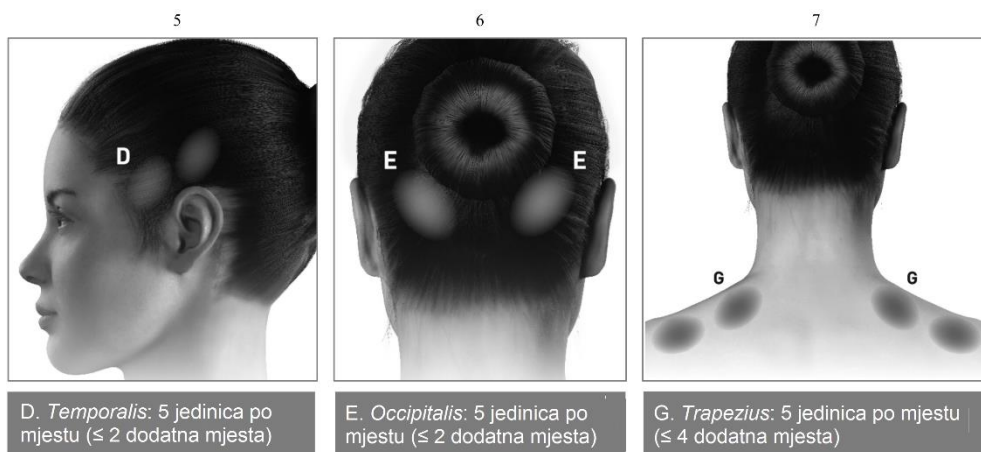 5
6
7
D
E
E
G
G
D. Temporalis: 5 jedinica po
mjestu (≤ 2 dodatna mjesta)
E. Occipitalis: 5 jedinica po
mjestu (≤ 2 dodatna mjesta)
G. Trapezius: 5 jedinica po mjestu
(≤ 4 dodatna mjesta)